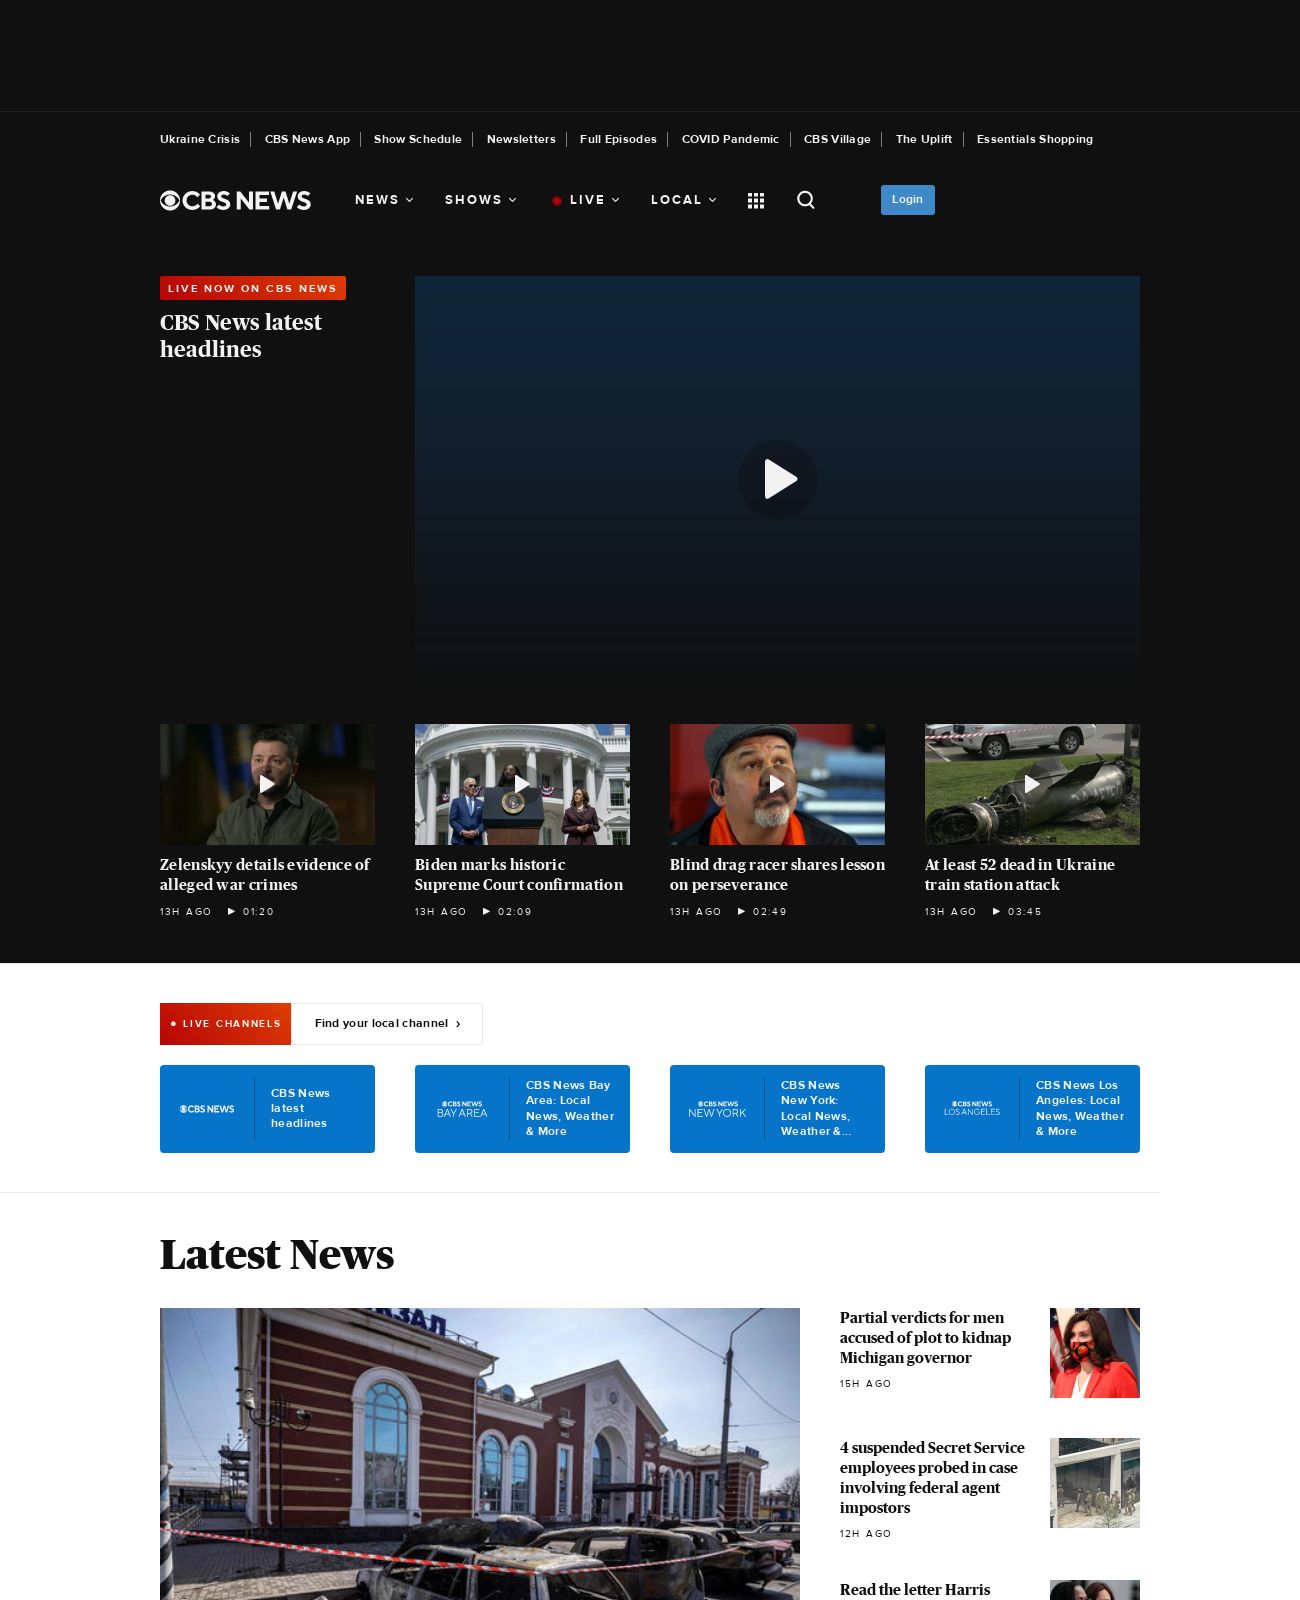 Ukraine Crisis
CBS News App
Show Schedule
Newsletters
Full Episodes
COVID Pandemic
CBS Village
The Uplift
Essentials Shopping
CBS NEWS
NEWS
SHOWS
LIVE
LOCAL
Login
LIVE NOW ON CBS NEWS
CBS News latest
headlines
Zelenskyy details evidence of
alleged war crimes
13H AGO
01:20
Biden marks historic
Supreme Court confirmation
13H AGO
02:09
Blind drag racer shares lesson
on perseverance
13H AGO
02:49
At least 52 dead in Ukraine
train station attack
13H AGO
03:45
LIVE CHANNELS
Find your local channel
CBS NEWS
CBS News
latest
headlines
CBS NEWS
BAY AREA
CBS News Bay
Area: Local
News, Weather
& More
CBS NEWS
NEW YORK
CBS News
New York:
Local News,
Weather &...
CBS NEWS
LOS ANGELES
CBS News Los
Angeles: Local
News, Weather
& More
Latest News
Partial verdicts for men
accused of plot to kidnap
Michigan governor
15H AGO
4 suspended Secret Service
employees probed in case
involving federal agent
impostors
12H AGO
Read the letter Harris